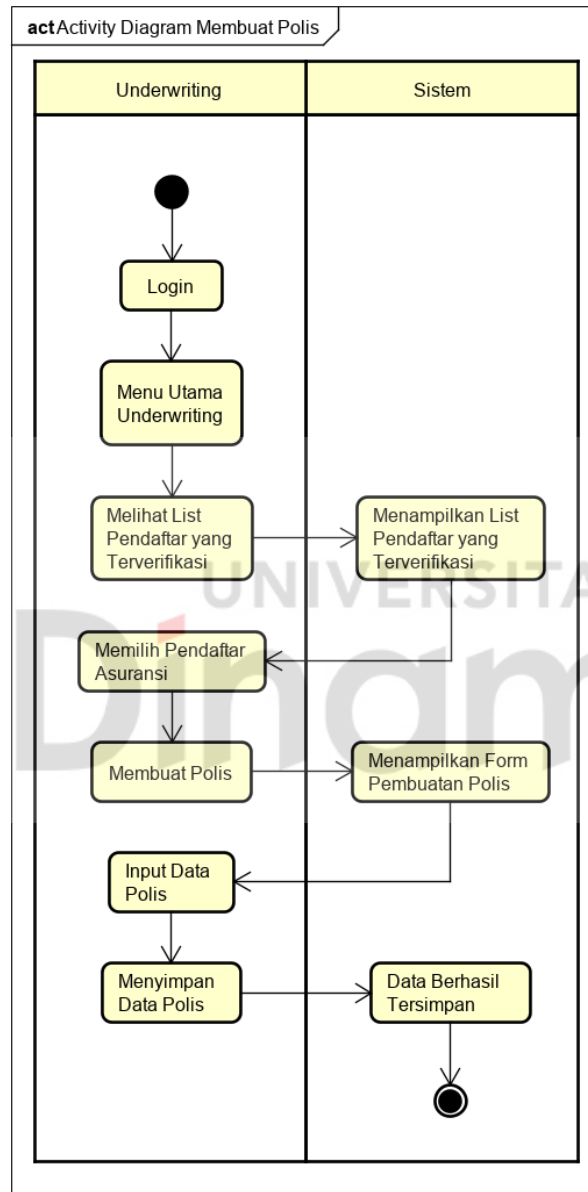 act Activity Diagram Membuat Polis
Underwriting
Sistem
Login
Menu Utama
Underwriting
Melihat List
Pendaftar yang
Terverifikasi
Menampilkan List
Pendaftar yang
Terverifikasi
UNIVERSITA
Dinam
Memilih Pendaftar
Asuransi
Membuat Polis
Menampilkan Form
Pembuatan Polis
Input Data
Polis
Menyimpan
Data Polis
Data Berhasil
Tersimpan